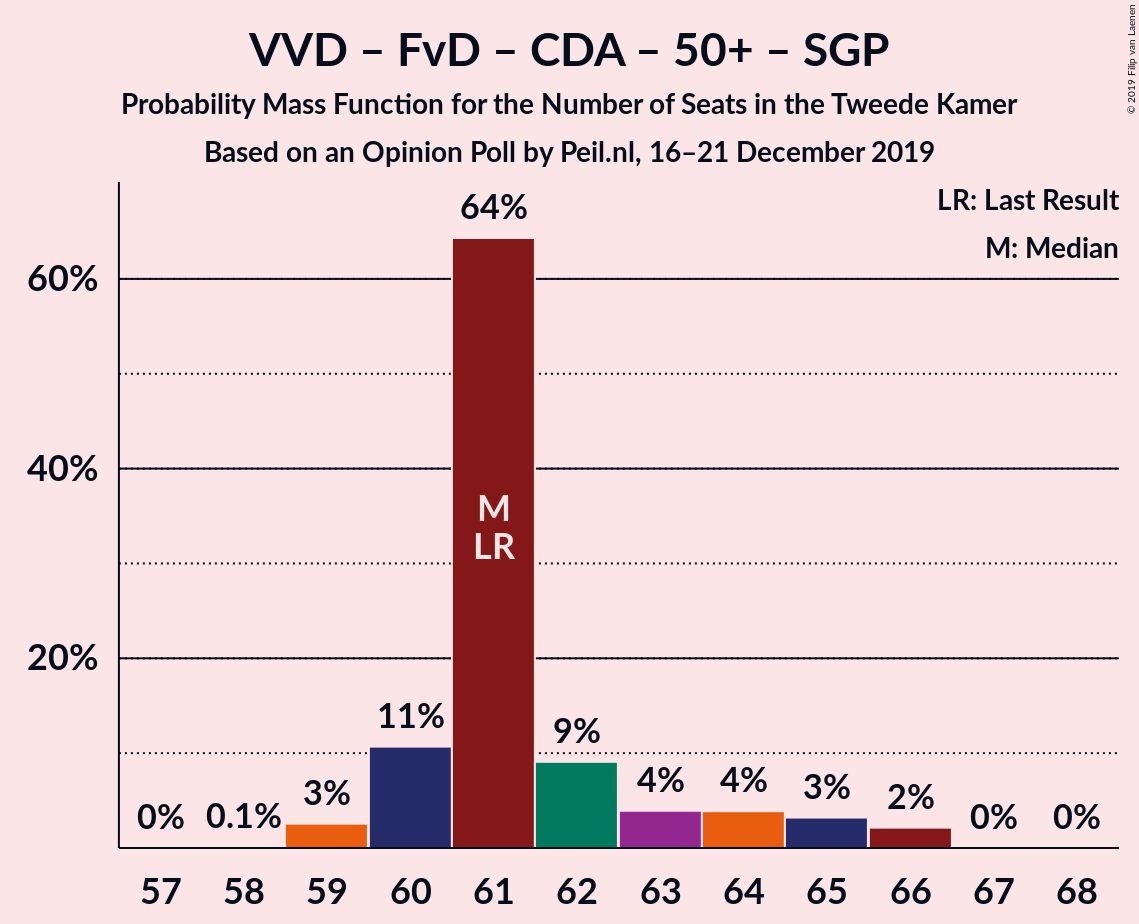 VVD – FvD – CDA – 50+ – SGP
Probability Mass Function for the Number of Seats in the Tweede Kamer
Based on an Opinion Poll by Peil.nl, 16–21 December 2019
© 2019 Filip van Laenen
LR: Last Result
M: Median
60%
40%
20%
0%
0.1%
3%
11%
64%
9%
4%
4%
3%
2%
0%
0%
M
LR
57 58 59 60 61 62 63 64 65 66 67 68